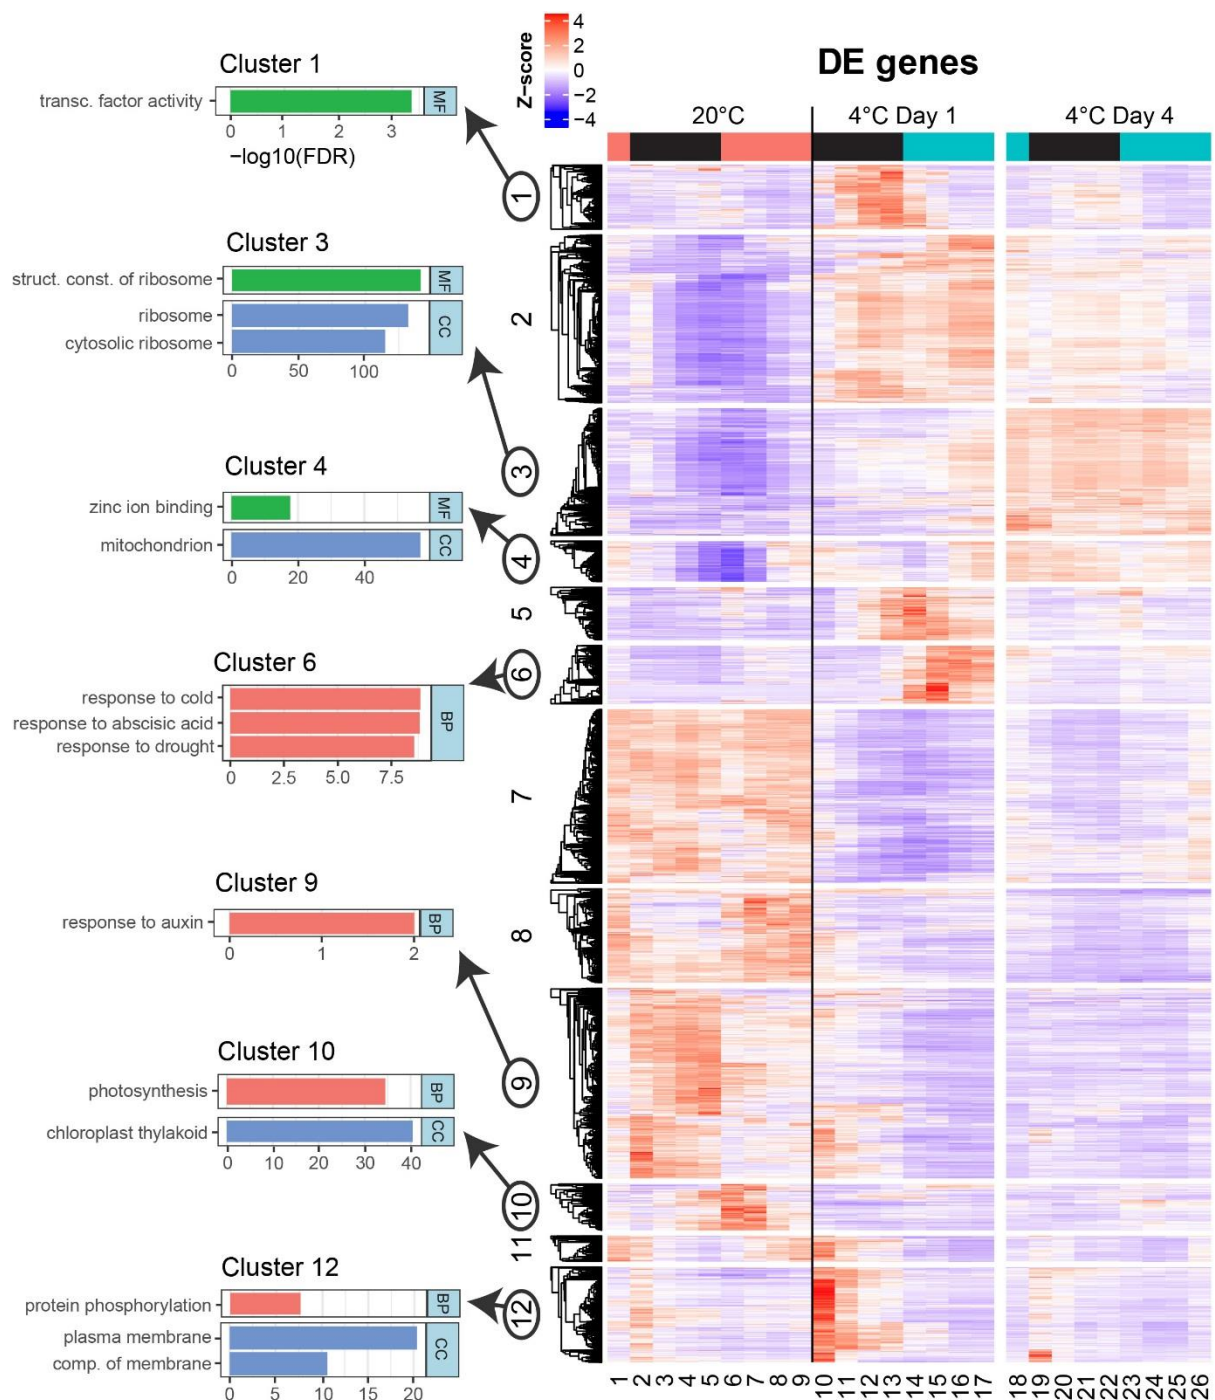 Cluster 1
transc. factor activity
MF
0 1 2 3
−log10(FDR)
Cluster 3
struct. const. of ribosome
MF
ribosome
cytosolic ribosome
CC
0 50 100
Cluster 4
zinc ion binding
MF
mitochondrion
CC
0 20 40
Cluster 6
response to cold
response to abscisic acid
response to drought
BP
0 2.5 5.0 7.5
Cluster 9
response to auxin
BP
0 1 2
Cluster 10
photosynthesis
BP
chloroplast thylakoid
CC
0 10 20 30 40
Cluster 12
protein phosphorylation
BP
plasma membrane
comp. of membrane
CC
0 5 10 15 20
Z-score
4
2
0
−2
−4
DE genes
20°C 4°C Day 1 4°C Day 4
1
2
3
4
5
6
7
8
9
10
11
12
1 2 3 4 5 6 7 8 9 10 11 12 13 14 15 16 17 18 19 20 21 22 23 24 25 26